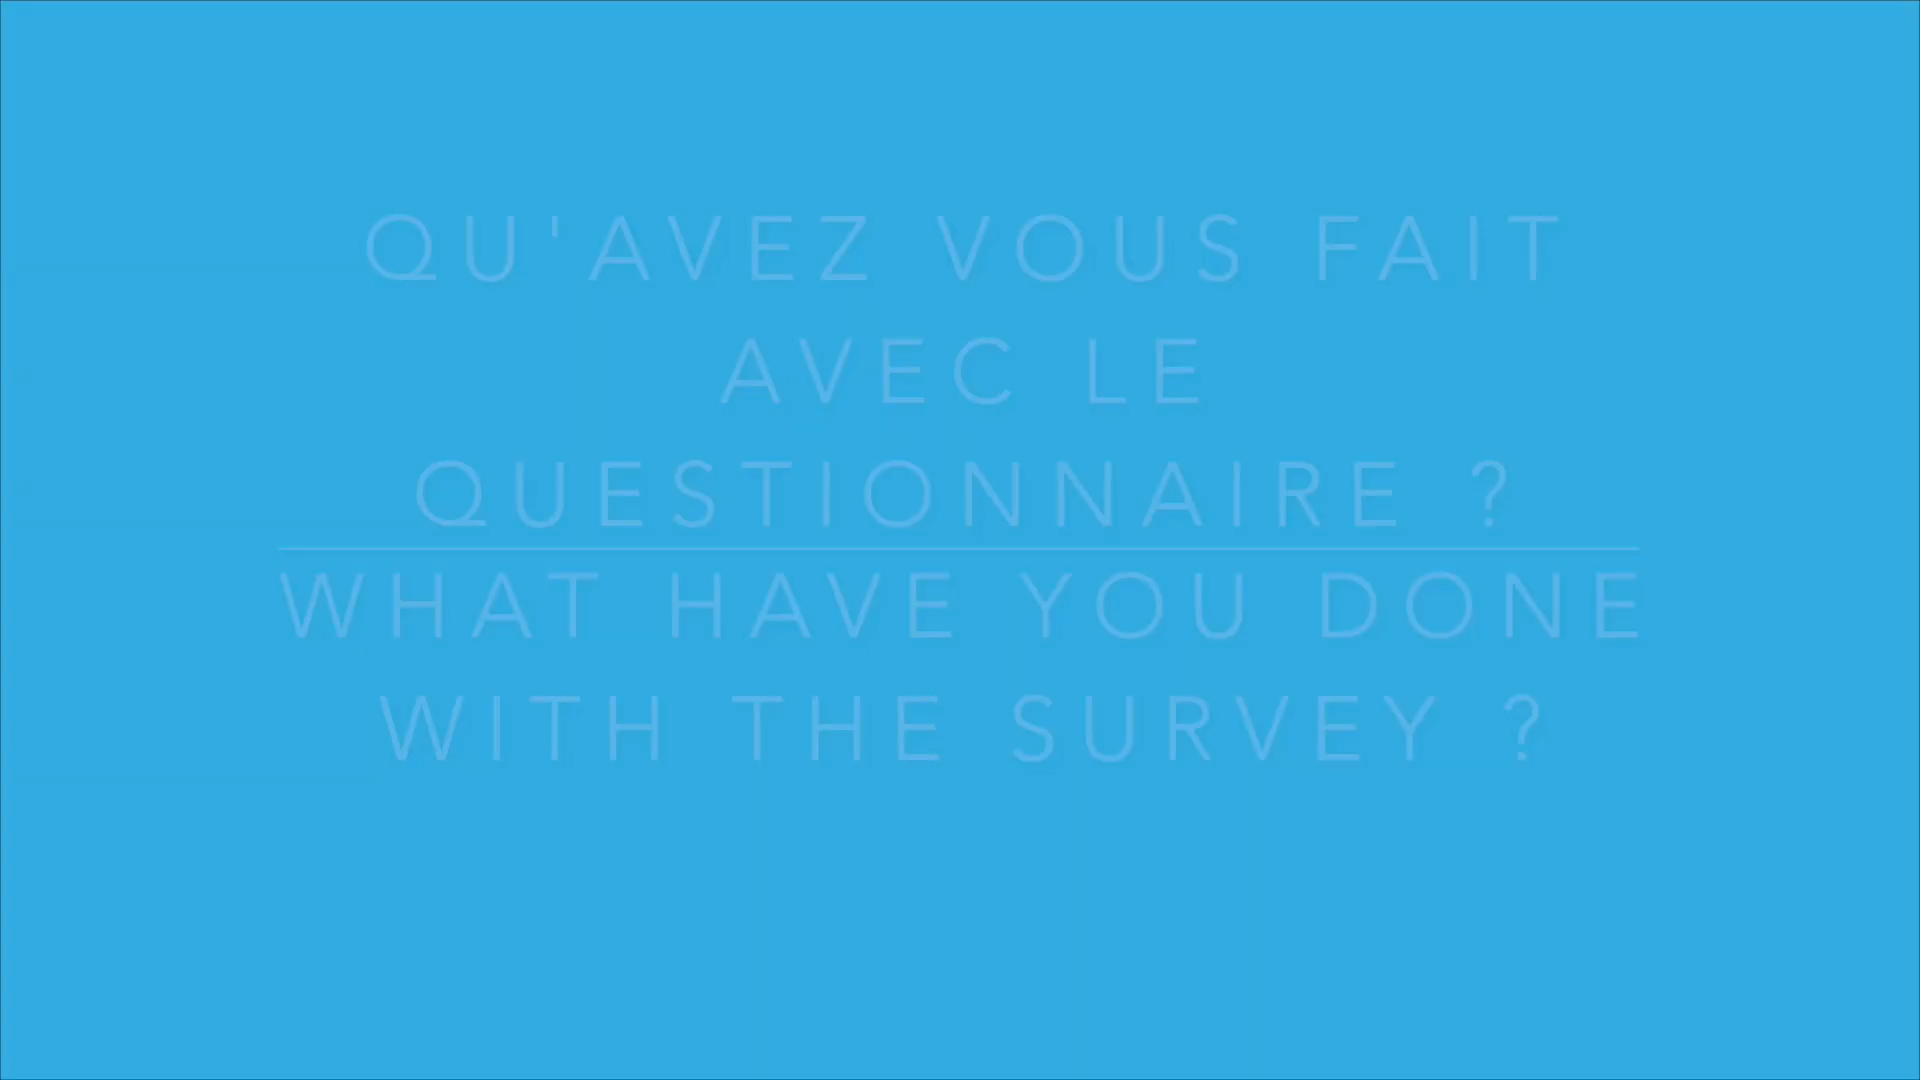 QU'AVEZ VOUS FAIT
AVEC LE
QUESTIONNAIRE ?
WHAT HAVE YOU DONE
WITH THE SURVEY ?